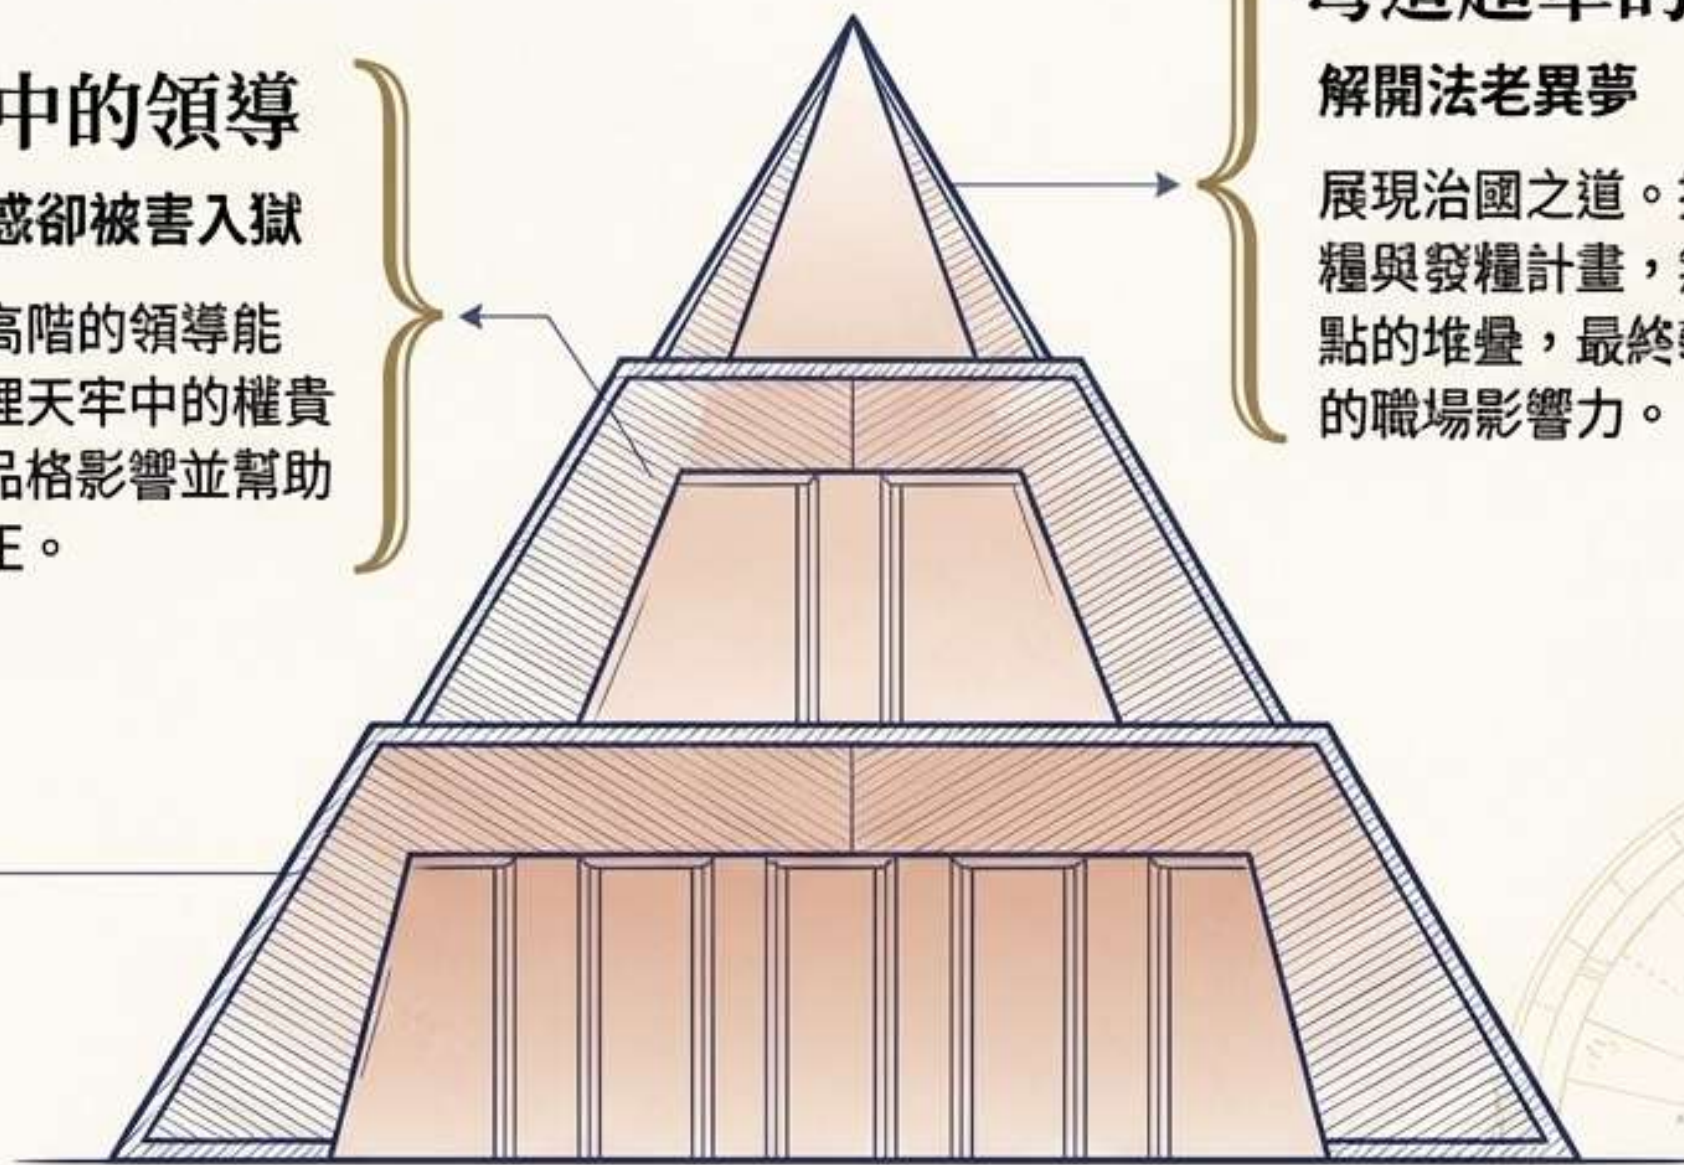 中的領導
感卻被害入獄
高階的領導能
理天牢中的權貴
品格影響並幫助
王。
解開法老異夢
展現治國之道。
糧與發糧計畫，
點的堆疊，最終
的職場影響力。